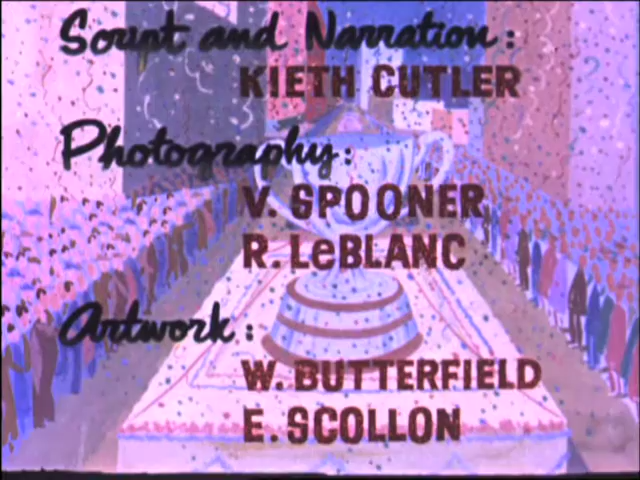 Script and Narration:
KIETH CUTLER
Photography:
V. SPOONER
R. LeBLANC
Artwork:
W. BUTTERFIELD
E. SCOLLON